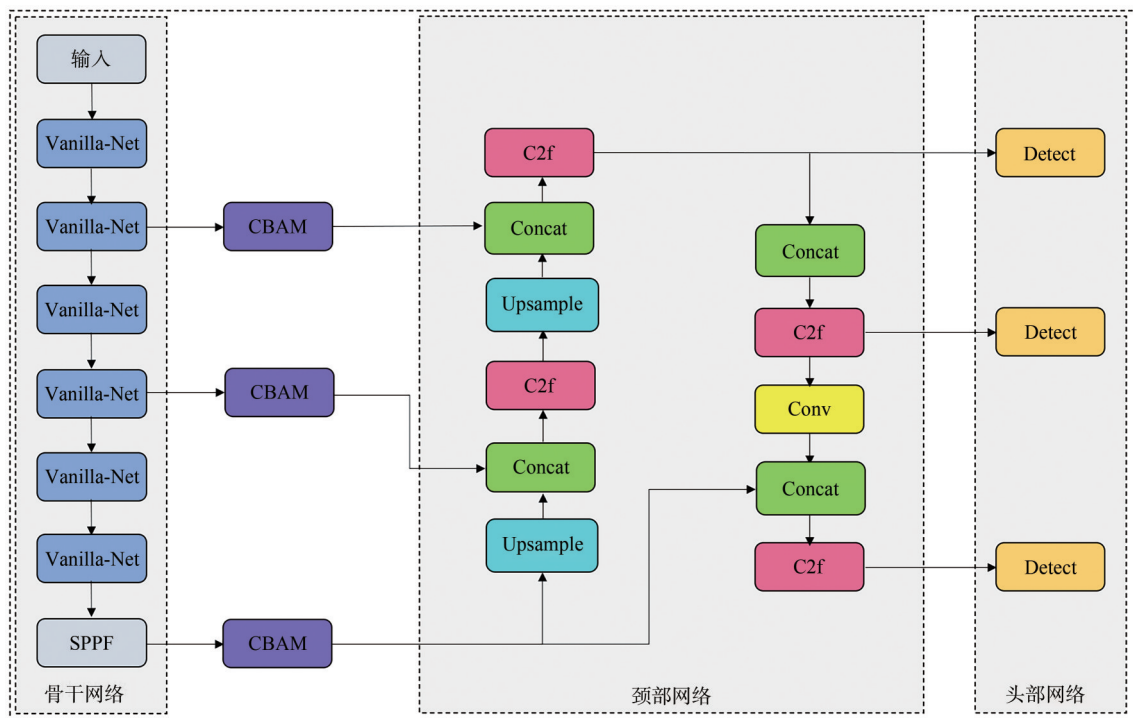 输入
Vanilla-Net
Vanilla-Net
Vanilla-Net
Vanilla-Net
Vanilla-Net
Vanilla-Net
SPPF
骨干网络
CBAM
CBAM
CBAM
C2f
Concat
Upsample
C2f
Concat
Upsample
Concat
C2f
Conv
Concat
C2f
颈部网络
Detect
Detect
Detect
头部网络